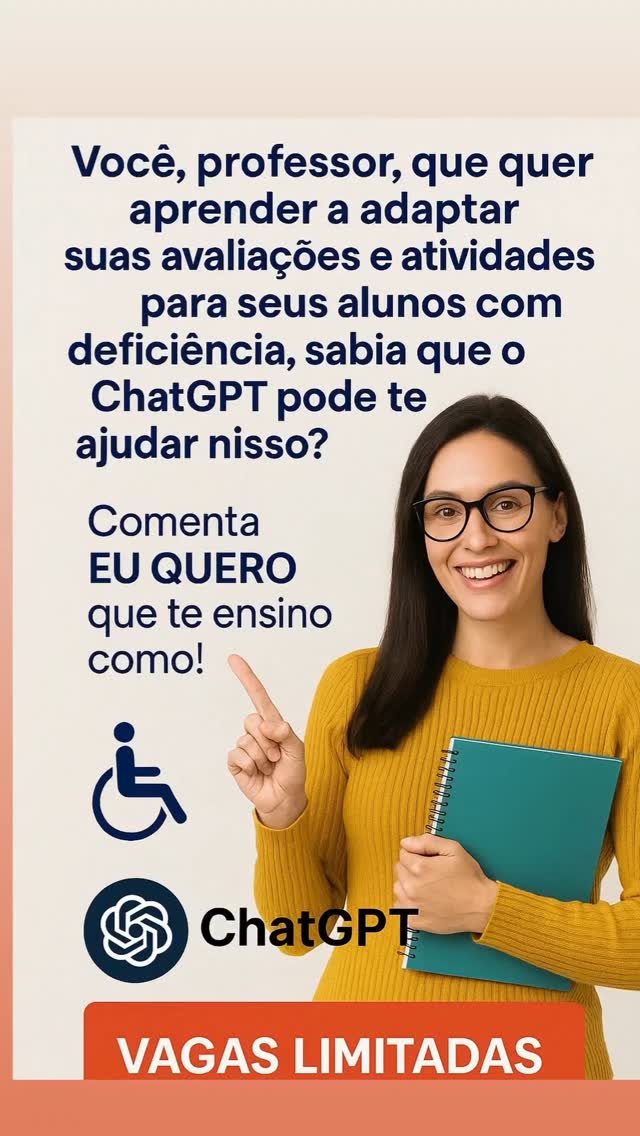 Você, professor, que quer
aprender a adaptar
suas avaliações e atividades
para seus alunos com
deficiência, sabia que o
ChatGPT pode te
ajudar nisso?
Comenta
EU QUERO
que te ensino
como!
ChatGPT
VAGAS LIMITADAS